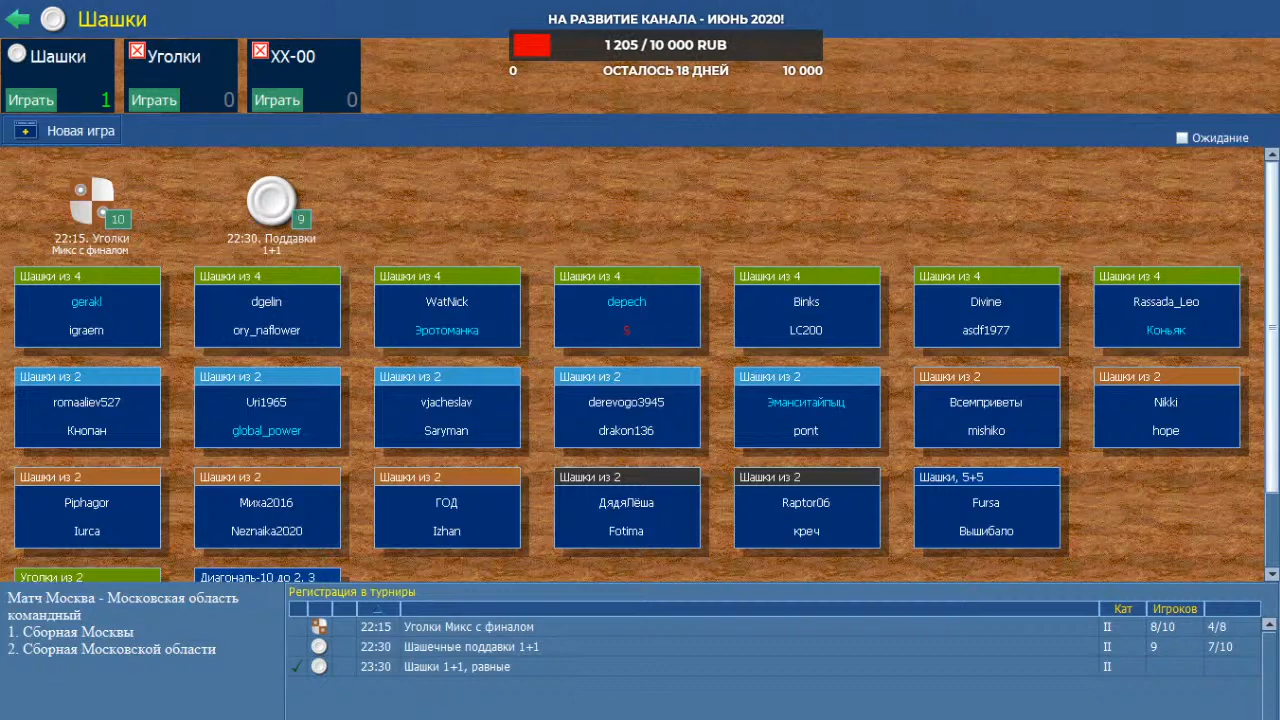 Шашки
НА РАЗВИТИЕ КАНАЛА - ИЮНЬ 2020!
1 205 / 10 000 RUB
0 ОСТАЛОСЬ 18 ДНЕЙ 10 000
Шашки Уголки XX-00
Играть 1 Играть 0 Играть 0
Новая игра
Ожидание
10 9
22:15. Уголки 22:30. Поддавки
Микс с финалом 1+1
Шашки из 4 Шашки из 4 Шашки из 4 Шашки из 4 Шашки из 4 Шашки из 4 Шашки из 4
gerakl dgelin WatNick depech Binks Divine Rassada_Leo
igraem ory_naflower Эротоманка S LC200 asdf1977 Коньяк
Шашки из 2 Шашки из 2 Шашки из 2 Шашки из 2 Шашки из 2 Шашки из 2 Шашки из 2
romaaliev527 Uri1965 vjacheslav derevogo3945 Эманситайпыц Всемприветы Nikki
Кнопан global_power Saryman drakon136 pont mishiko hope
Шашки из 2 Шашки из 2 Шашки из 2 Шашки из 2 Шашки из 2 Шашки, 5+5
Piphagor Миха2016 ГОД ДядяЛёша Raptor06 Fursa
Iurca Neznaika2020 Izhan Fotima креч Вышибало
Уголки из 2 Диагональ-10 до 2, 3
Матч Москва - Московская область
командный
1. Сборная Москвы
2. Сборная Московской области
Регистрация в турниры
Кат Игроков
22:15 Уголки Микс с финалом II 8/10 4/8
22:30 Шашечные поддавки 1+1 II 9 7/10
23:30 Шашки 1+1, равные II